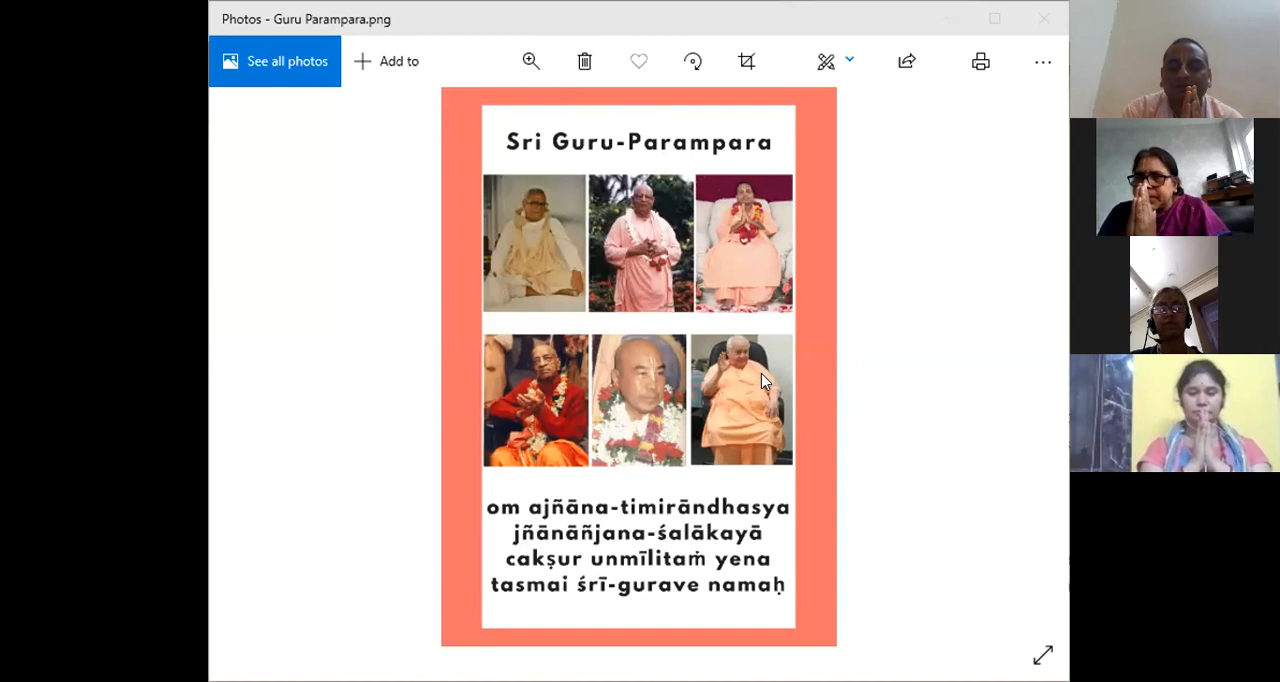 Photos - Guru Parampara.png
See all photos
Add to
Sri Guru-Parampara
om ajñāna-timirāndhasya
jñānāñjana-śalākayā
cakṣur unmīlitaṁ yena
tasmai śrī-gurave namaḥ